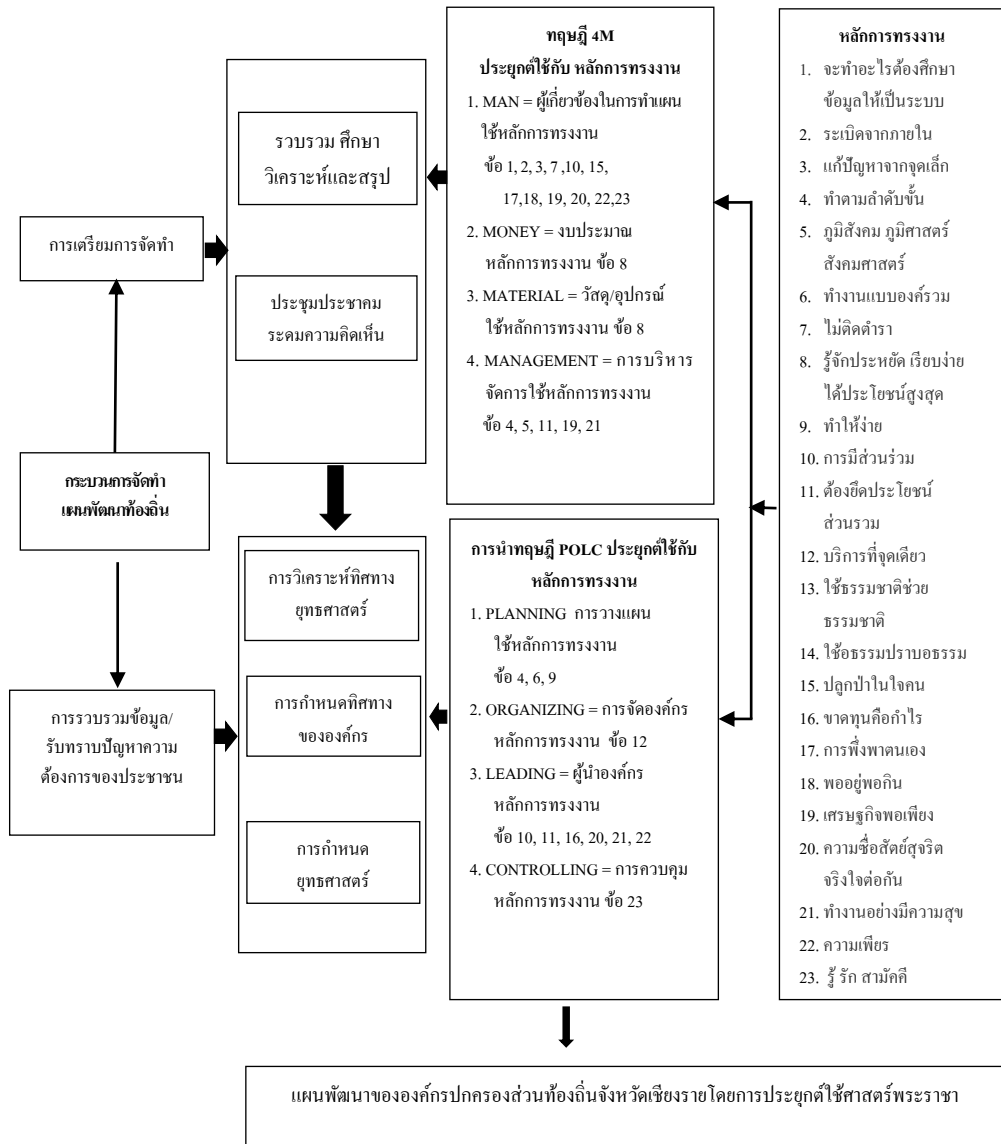 การเตรียมการจัดทำ
กระบวนการจัดทำ
แผนพัฒนาท้องถิ่น
การรวบรวมข้อมูล/
รับทราบปัญหาความ
ต้องการของประชาชน
รวบรวม ศึกษา
วิเคราะห์และสรุป
ประชุมประชาคม
ระดมความคิดเห็น
การวิเคราะห์ทิศทาง
ยุทธศาสตร์
การกำหนดทิศทาง
ขององค์กร
การกำหนด
ยุทธศาสตร์
ทฤษฎี 4M
ประยุกต์ใช้กับ หลักการทรงงาน
1. MAN = ผู้เกี่ยวข้องในการทำแผน
ใช้หลักการทรงงาน
ข้อ 1, 2, 3, 7 ,10, 15,
17,18, 19, 20, 22,23
2. MONEY = งบประมาณ
หลักการทรงงาน ข้อ 8
3. MATERIAL = วัสดุ/อุปกรณ์
ใช้หลักการทรงงาน ข้อ 8
4. MANAGEMENT = การบริหาร
จัดการใช้หลักการทรงงาน
ข้อ 4, 5, 11, 19, 21
การนำทฤษฎี POLC ประยุกต์ใช้กับ
หลักการทรงงาน
1. PLANNING การวางแผน
ใช้หลักการทรงงาน
ข้อ 4, 6, 9
2. ORGANIZING = การจัดองค์กร
หลักการทรงงาน ข้อ 12
3. LEADING = ผู้นำองค์กร
หลักการทรงงาน
ข้อ 10, 11, 16, 20, 21, 22
4. CONTROLLING = การควบคุม
หลักการทรงงาน ข้อ 23
หลักการทรงงาน
1. จะทำอะไรต้องศึกษา
ข้อมูลให้เป็นระบบ
2. ระเบิดจากภายใน
3. แก้ปัญหาจากจุดเล็ก
4. ทำตามลำดับขั้น
5. ภูมิสังคม ภูมิศาสตร์
สังคมศาสตร์
6. ทำงานแบบองค์รวม
7. ไม่ติดตำรา
8. รู้จักประหยัด เรียบง่าย
ได้ประโยชน์สูงสุด
9. ทำให้ง่าย
10. การมีส่วนร่วม
11. ต้องยึดประโยชน์
ส่วนรวม
12. บริการที่จุดเดียว
13. ใช้ธรรมชาติช่วย
ธรรมชาติ
14. ใช้อธรรมปราบอธรรม
15. ปลูกป่าในใจคน
16. ขาดทุนคือกำไร
17. การพึ่งพาตนเอง
18. พออยู่พอกิน
19. เศรษฐกิจพอเพียง
20. ความซื่อสัตย์สุจริต
จริงใจต่อกัน
21. ทำงานอย่างมีความสุข
22. ความเพียร
23. รู้ รัก สามัคคี
แผนพัฒนาขององค์กรปกครองส่วนท้องถิ่นจังหวัดเชียงรายโดยการประยุกต์ใช้ศาสตร์พระราชา